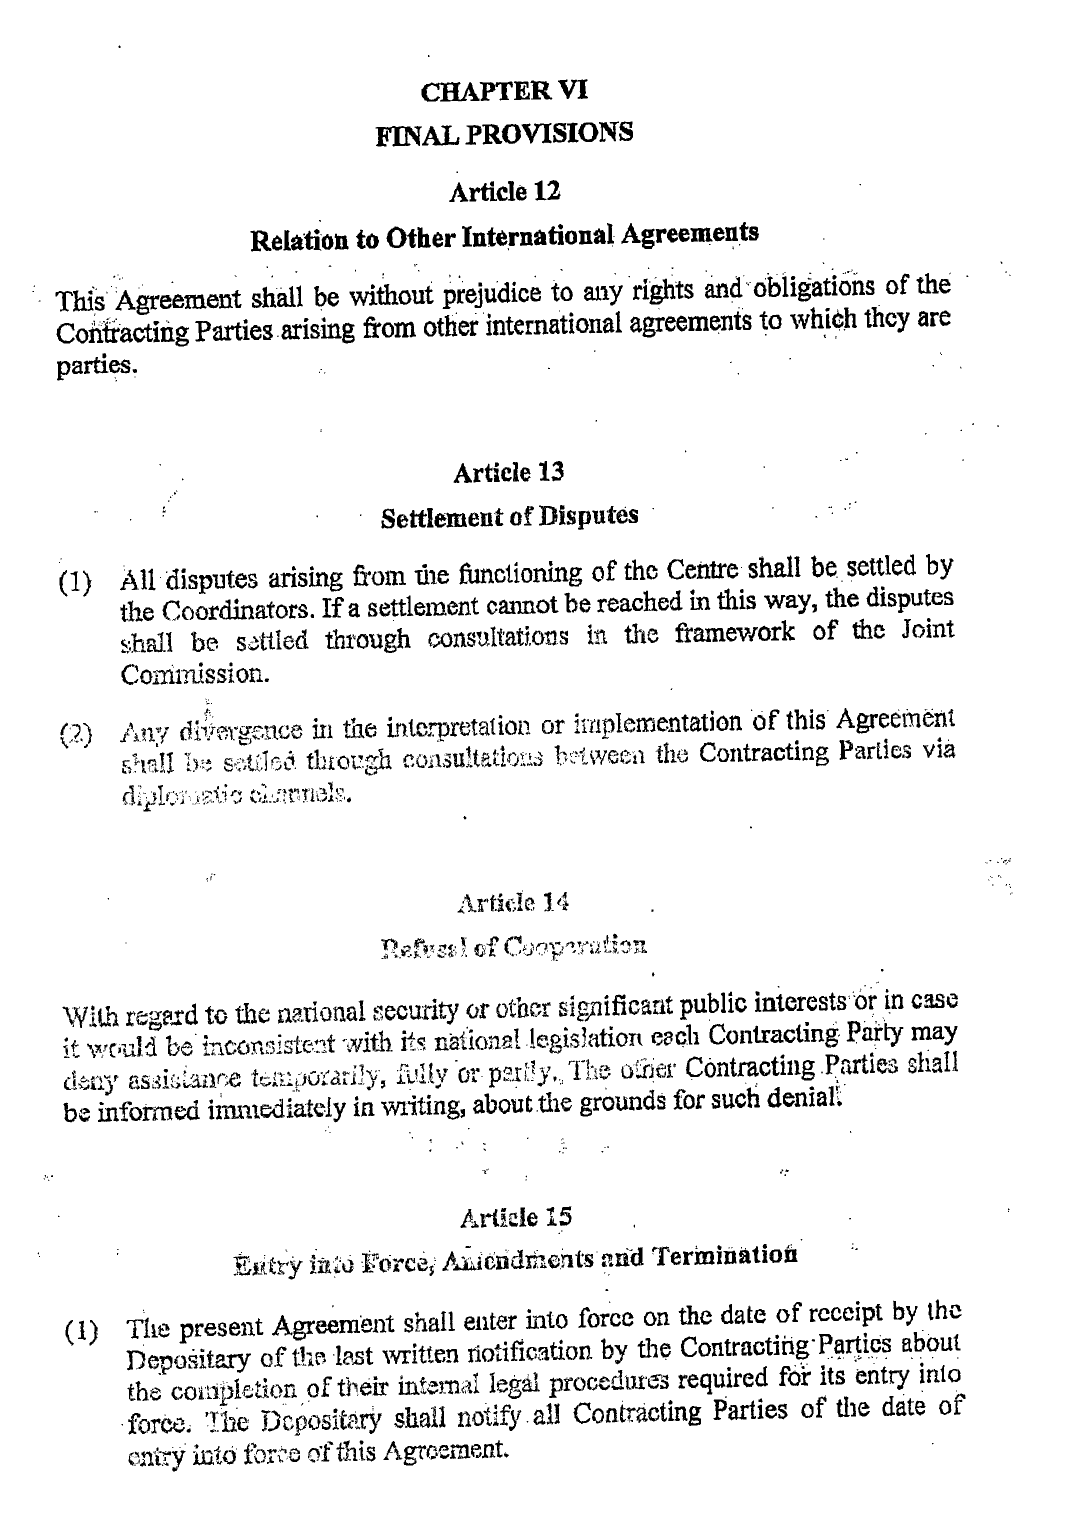 CHAPTER VI
FINAL PROVISIONS
Article 12
Relation to Other International Agreements
This Agreement shall be without prejudice to any rights and obligations of the
Contracting Parties arising from other international agreements to which they are
parties.
Article 13
Settlement of Disputes
(1) All disputes arising from the functioning of the Centre shall be settled by
the Coordinators. If a settlement cannot be reached in this way, the disputes
shall be settled through consultations in the framework of the Joint
Commission.
(2) Any divergence in the interpretation or implementation of this Agreement
shall be settled through consultations between the Contracting Parties via
diplomatic channels.
Article 14
Refusal of Cooperation
With regard to the national security or other significant public interests or in case
it would be inconsistent with its national legislation each Contracting Party may
deny assistance temporarily, fully or partly. The other Contracting Parties shall
be informed immediately in writing, about the grounds for such denial.
Article 15
Entry into Force, Amendments and Termination
(1) The present Agreement shall enter into force on the date of receipt by the
Depositary of the last written notification by the Contracting Parties about
the completion of their internal legal procedures required for its entry into
force. The Depositary shall notify all Contracting Parties of the date of
entry into force of this Agreement.